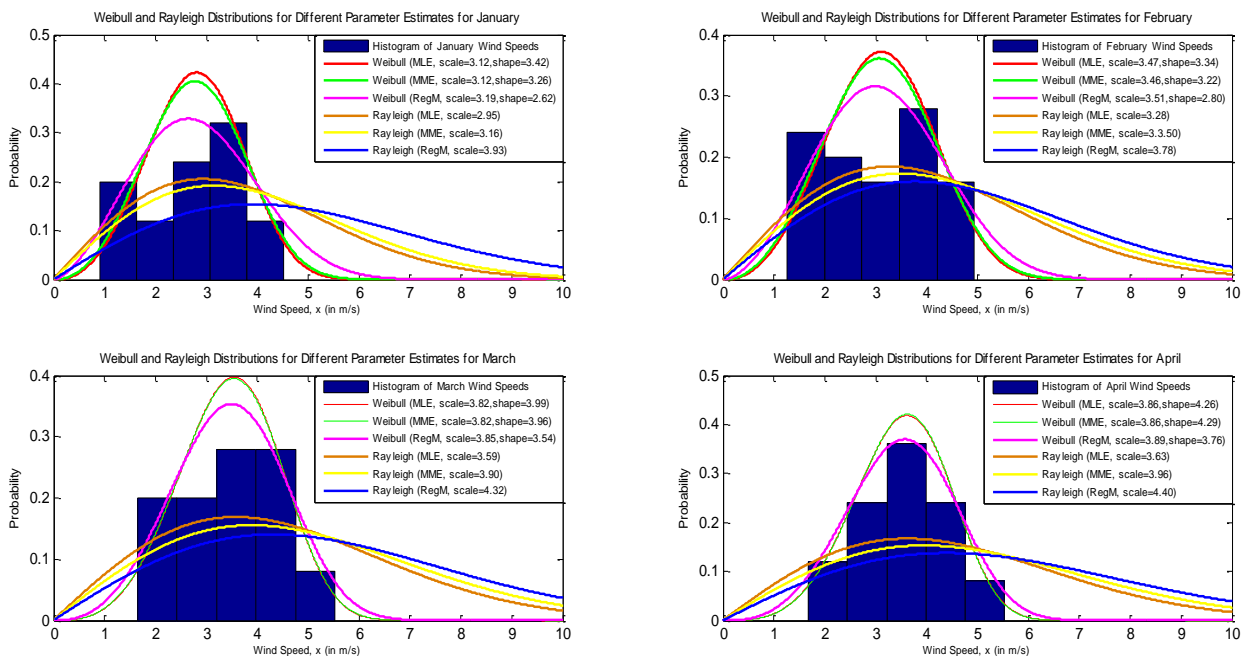 Weibull and Rayleigh Distributions for Different Parameter Estimates for January
0.5
0.4
0.3
0.2
0.1
0
Probability
0 1 2 3 4 5 6 7 8 9 10
Wind Speed, x (in m/s)
Histogram of January Wind Speeds
Weibull (MLE, scale=3.12,shape=3.42)
Weibull (MME, scale=3.12,shape=3.26)
Weibull (RegM, scale=3.19,shape=2.62)
Rayleigh (MLE, scale=2.95)
Rayleigh (MME, scale=3.16)
Rayleigh (RegM, scale=3.93)
Weibull and Rayleigh Distributions for Different Parameter Estimates for February
0.4
0.3
0.2
0.1
0
Probability
0 1 2 3 4 5 6 7 8 9 10
Wind Speed, x (in m/s)
Histogram of February Wind Speeds
Weibull (MLE, scale=3.47,shape=3.34)
Weibull (MME, scale=3.46,shape=3.22)
Weibull (RegM, scale=3.51,shape=2.80)
Rayleigh (MLE, scale=3.28)
Rayleigh (MME, scale=3.3.50)
Rayleigh (RegM, scale=3.78)
Weibull and Rayleigh Distributions for Different Parameter Estimates for March
0.4
0.3
0.2
0.1
0
Probability
0 1 2 3 4 5 6 7 8 9 10
Wind Speed, x (in m/s)
Histogram of March Wind Speeds
Weibull (MLE, scale=3.82,shape=3.99)
Weibull (MME, scale=3.82,shape=3.96)
Weibull (RegM, scale=3.85,shape=3.54)
Rayleigh (MLE, scale=3.59)
Rayleigh (MME, scale=3.90)
Rayleigh (RegM, scale=4.32)
Weibull and Rayleigh Distributions for Different Parameter Estimates for April
0.5
0.4
0.3
0.2
0.1
0
Probability
0 1 2 3 4 5 6 7 8 9 10
Wind Speed, x (in m/s)
Histogram of April Wind Speeds
Weibull (MLE, scale=3.86,shape=4.26)
Weibull (MME, scale=3.86,shape=4.29)
Weibull (RegM, scale=3.89,shape=3.76)
Rayleigh (MLE, scale=3.63)
Rayleigh (MME, scale=3.96)
Rayleigh (RegM, scale=4.40)